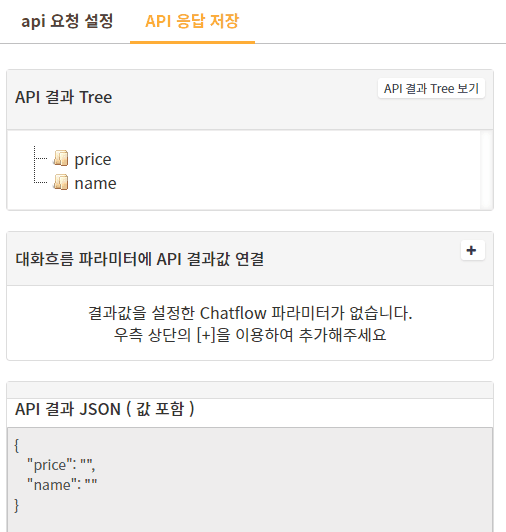 api 요청 설정 API 응답 저장
API 결과 Tree API 결과 Tree 보기
price
name
대화흐름 파라미터에 API 결과값 연결 +
결과값을 설정한 Chatflow 파라미터가 없습니다.
우측 상단의 [+]을 이용하여 추가해주세요
API 결과 JSON ( 값 포함 )
{
"price": "",
"name": ""
}